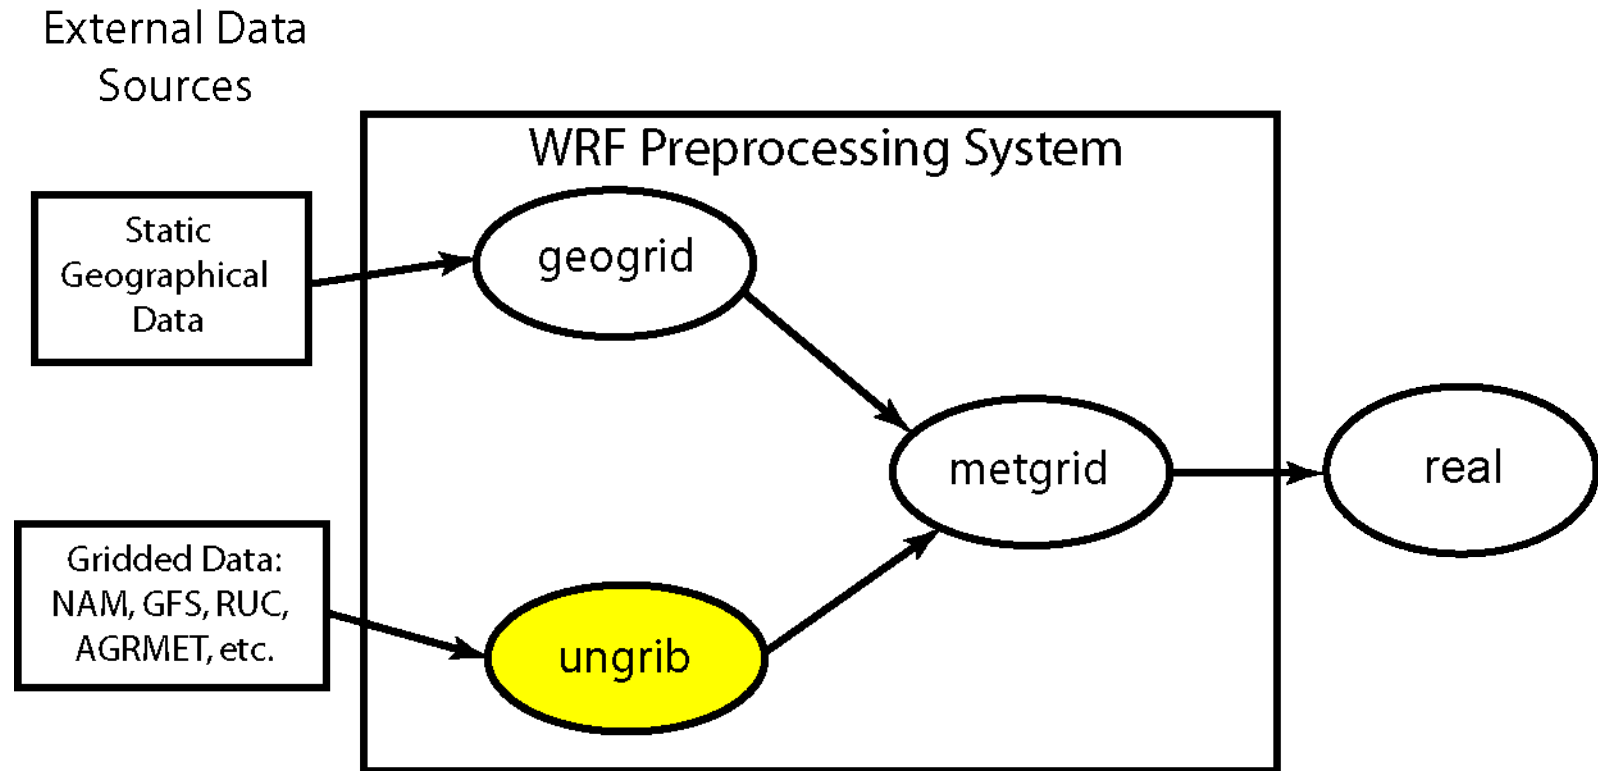 External Data
Sources
WRF Preprocessing System
Static
Geographical
Data
geogrid
metgrid
real
Gridded Data:
NAM, GFS, RUC,
AGRMET, etc.
ungrib